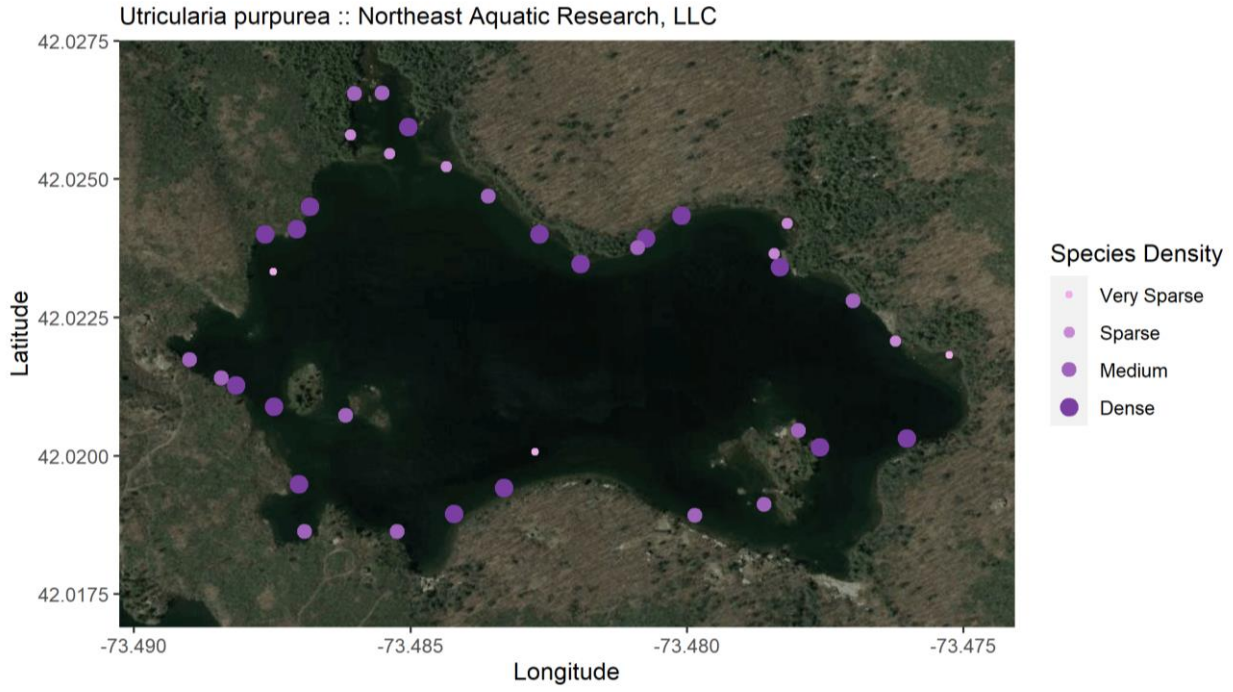 Utricularia purpurea :: Northeast Aquatic Research, LLC
42.0275
42.0250
42.0225
42.0200
42.0175
Latitude
-73.490
-73.485
-73.480
-73.475
Longitude
Species Density
Very Sparse
Sparse
Medium
Dense